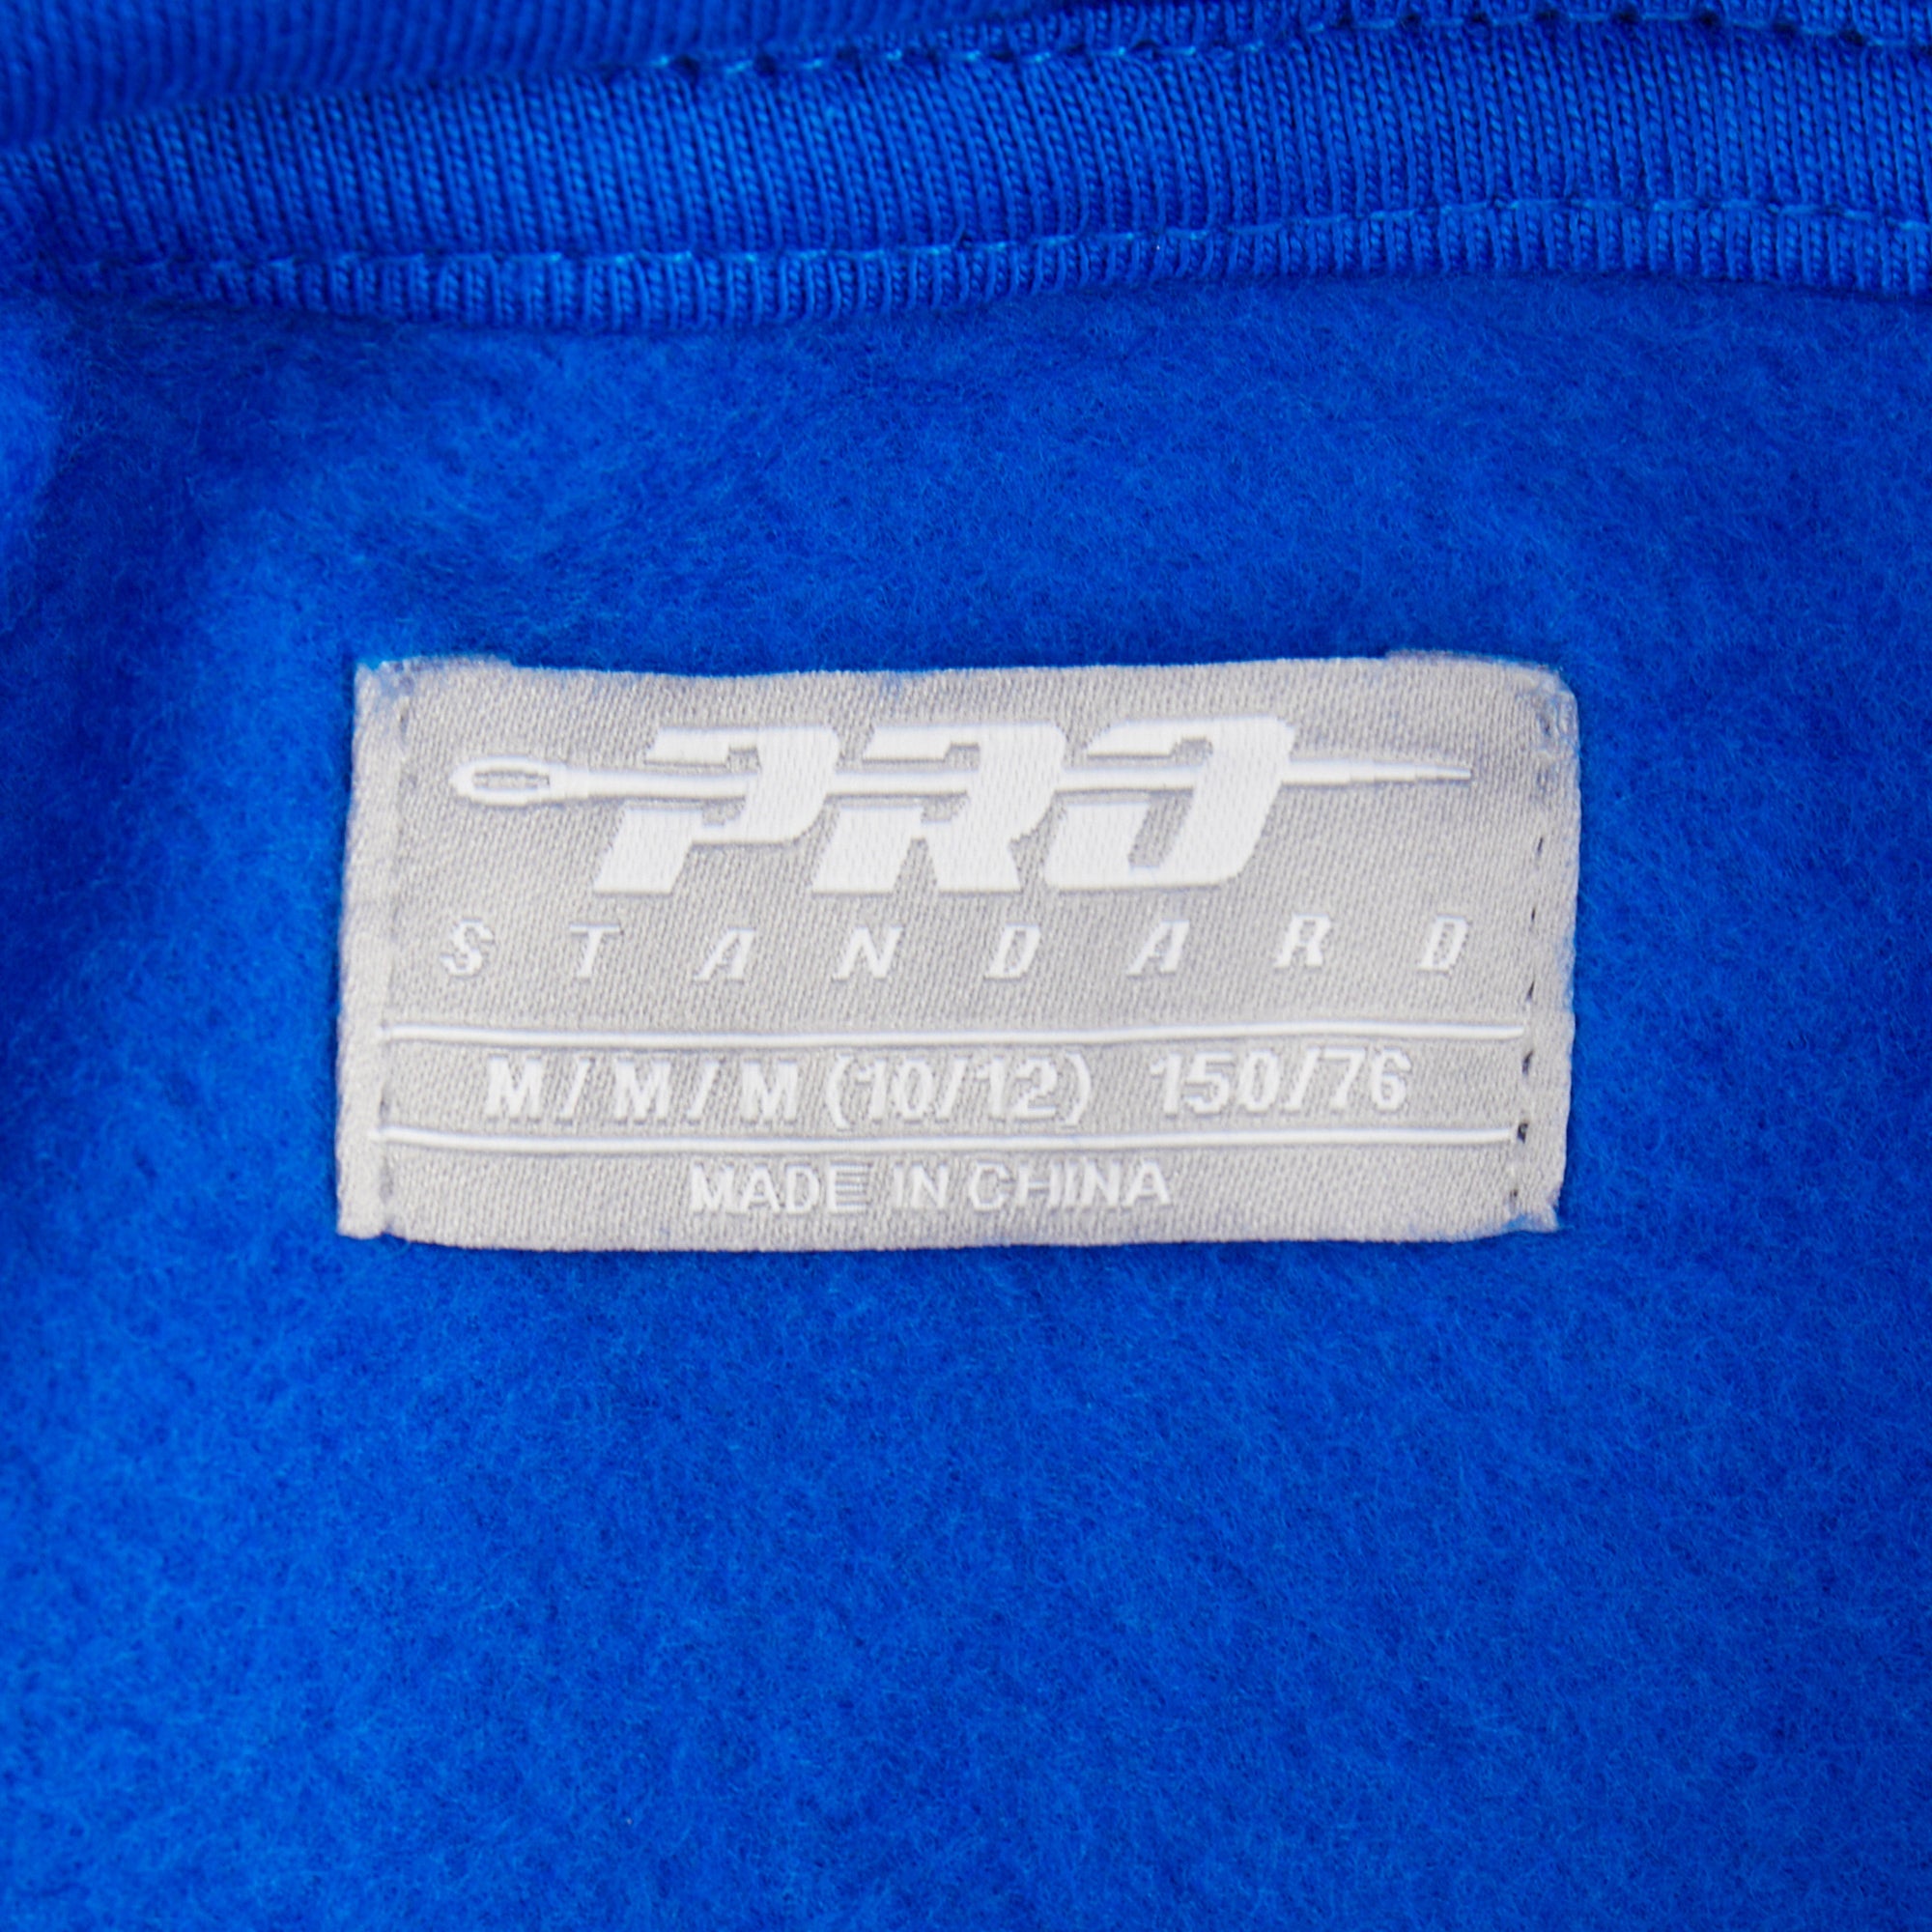 PRO
STANDARD
M/M/M (10/12) 150/76
MADE IN CHINA